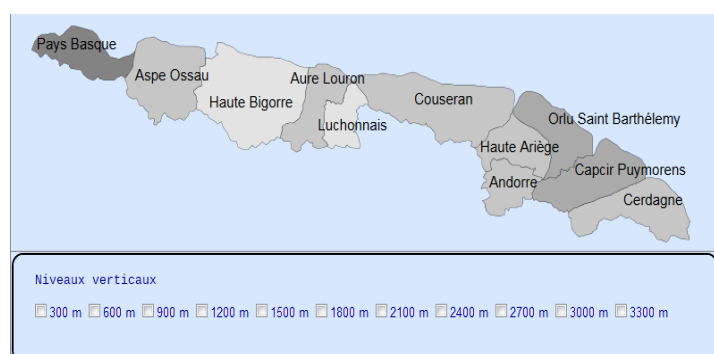 Pays Basque
Aspe Ossau
Haute Bigorre
Aure Louron
Luchonnais
Couseran
Orlu Saint Barthélemy
Haute Ariège
Capcir Puymorens
Andorre
Cerdagne
Niveaux verticaux
300 m 600 m 900 m 1200 m 1500 m 1800 m 2100 m 2400 m 2700 m 3000 m 3300 m